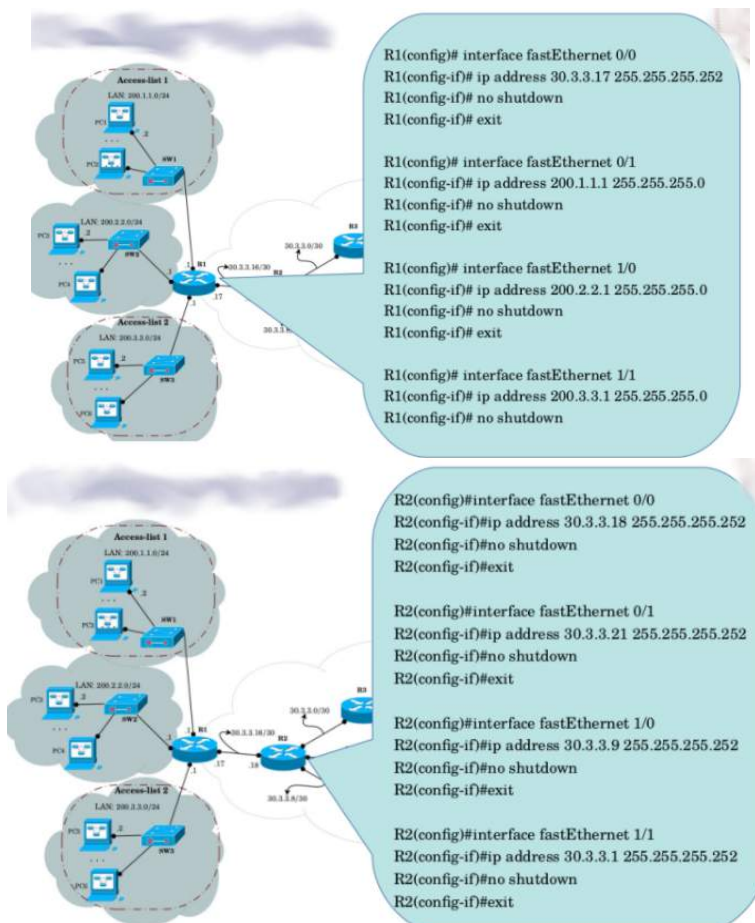 Access-list 1
LAN: 200.1.1.0/24
PC1
.2
...
PC2
SW1
LAN: 200.2.2.0/24
PC3
.2
...
SW2
PC4
.1
.1
R1
.1
.17
30.3.3.16/30
R2
30.3.3.0/30
R3
Access-list 2
LAN: 200.3.3.0/24
.2
...
SW3
R1(config)# interface fastEthernet 0/0
R1(config-if)# ip address 30.3.3.17 255.255.255.252
R1(config-if)# no shutdown
R1(config-if)# exit
R1(config)# interface fastEthernet 0/1
R1(config-if)# ip address 200.1.1.1 255.255.255.0
R1(config-if)# no shutdown
R1(config-if)# exit
R1(config)# interface fastEthernet 1/0
R1(config-if)# ip address 200.2.2.1 255.255.255.0
R1(config-if)# no shutdown
R1(config-if)# exit
R1(config)# interface fastEthernet 1/1
R1(config-if)# ip address 200.3.3.1 255.255.255.0
R1(config-if)# no shutdown
Access-list 1
LAN: 200.1.1.0/24
PC1
.2
...
SW1
LAN: 200.2.2.0/24
.2
...
SW2
PC4
.1
.1
R1
.1
.17
30.3.3.16/30
.18
R2
30.3.3.0/30
R3
30.3.3.8/30
Access-list 2
LAN: 200.3.3.0/24
.2
...
SW3
R2(config)#interface fastEthernet 0/0
R2(config-if)#ip address 30.3.3.18 255.255.255.252
R2(config-if)#no shutdown
R2(config-if)#exit
R2(config)#interface fastEthernet 0/1
R2(config-if)#ip address 30.3.3.21 255.255.255.252
R2(config-if)#no shutdown
R2(config-if)#exit
R2(config)#interface fastEthernet 1/0
R2(config-if)#ip address 30.3.3.9 255.255.255.252
R2(config-if)#no shutdown
R2(config-if)#exit
R2(config)#interface fastEthernet 1/1
R2(config-if)#ip address 30.3.3.1 255.255.255.252
R2(config-if)#no shutdown
R2(config-if)#exit